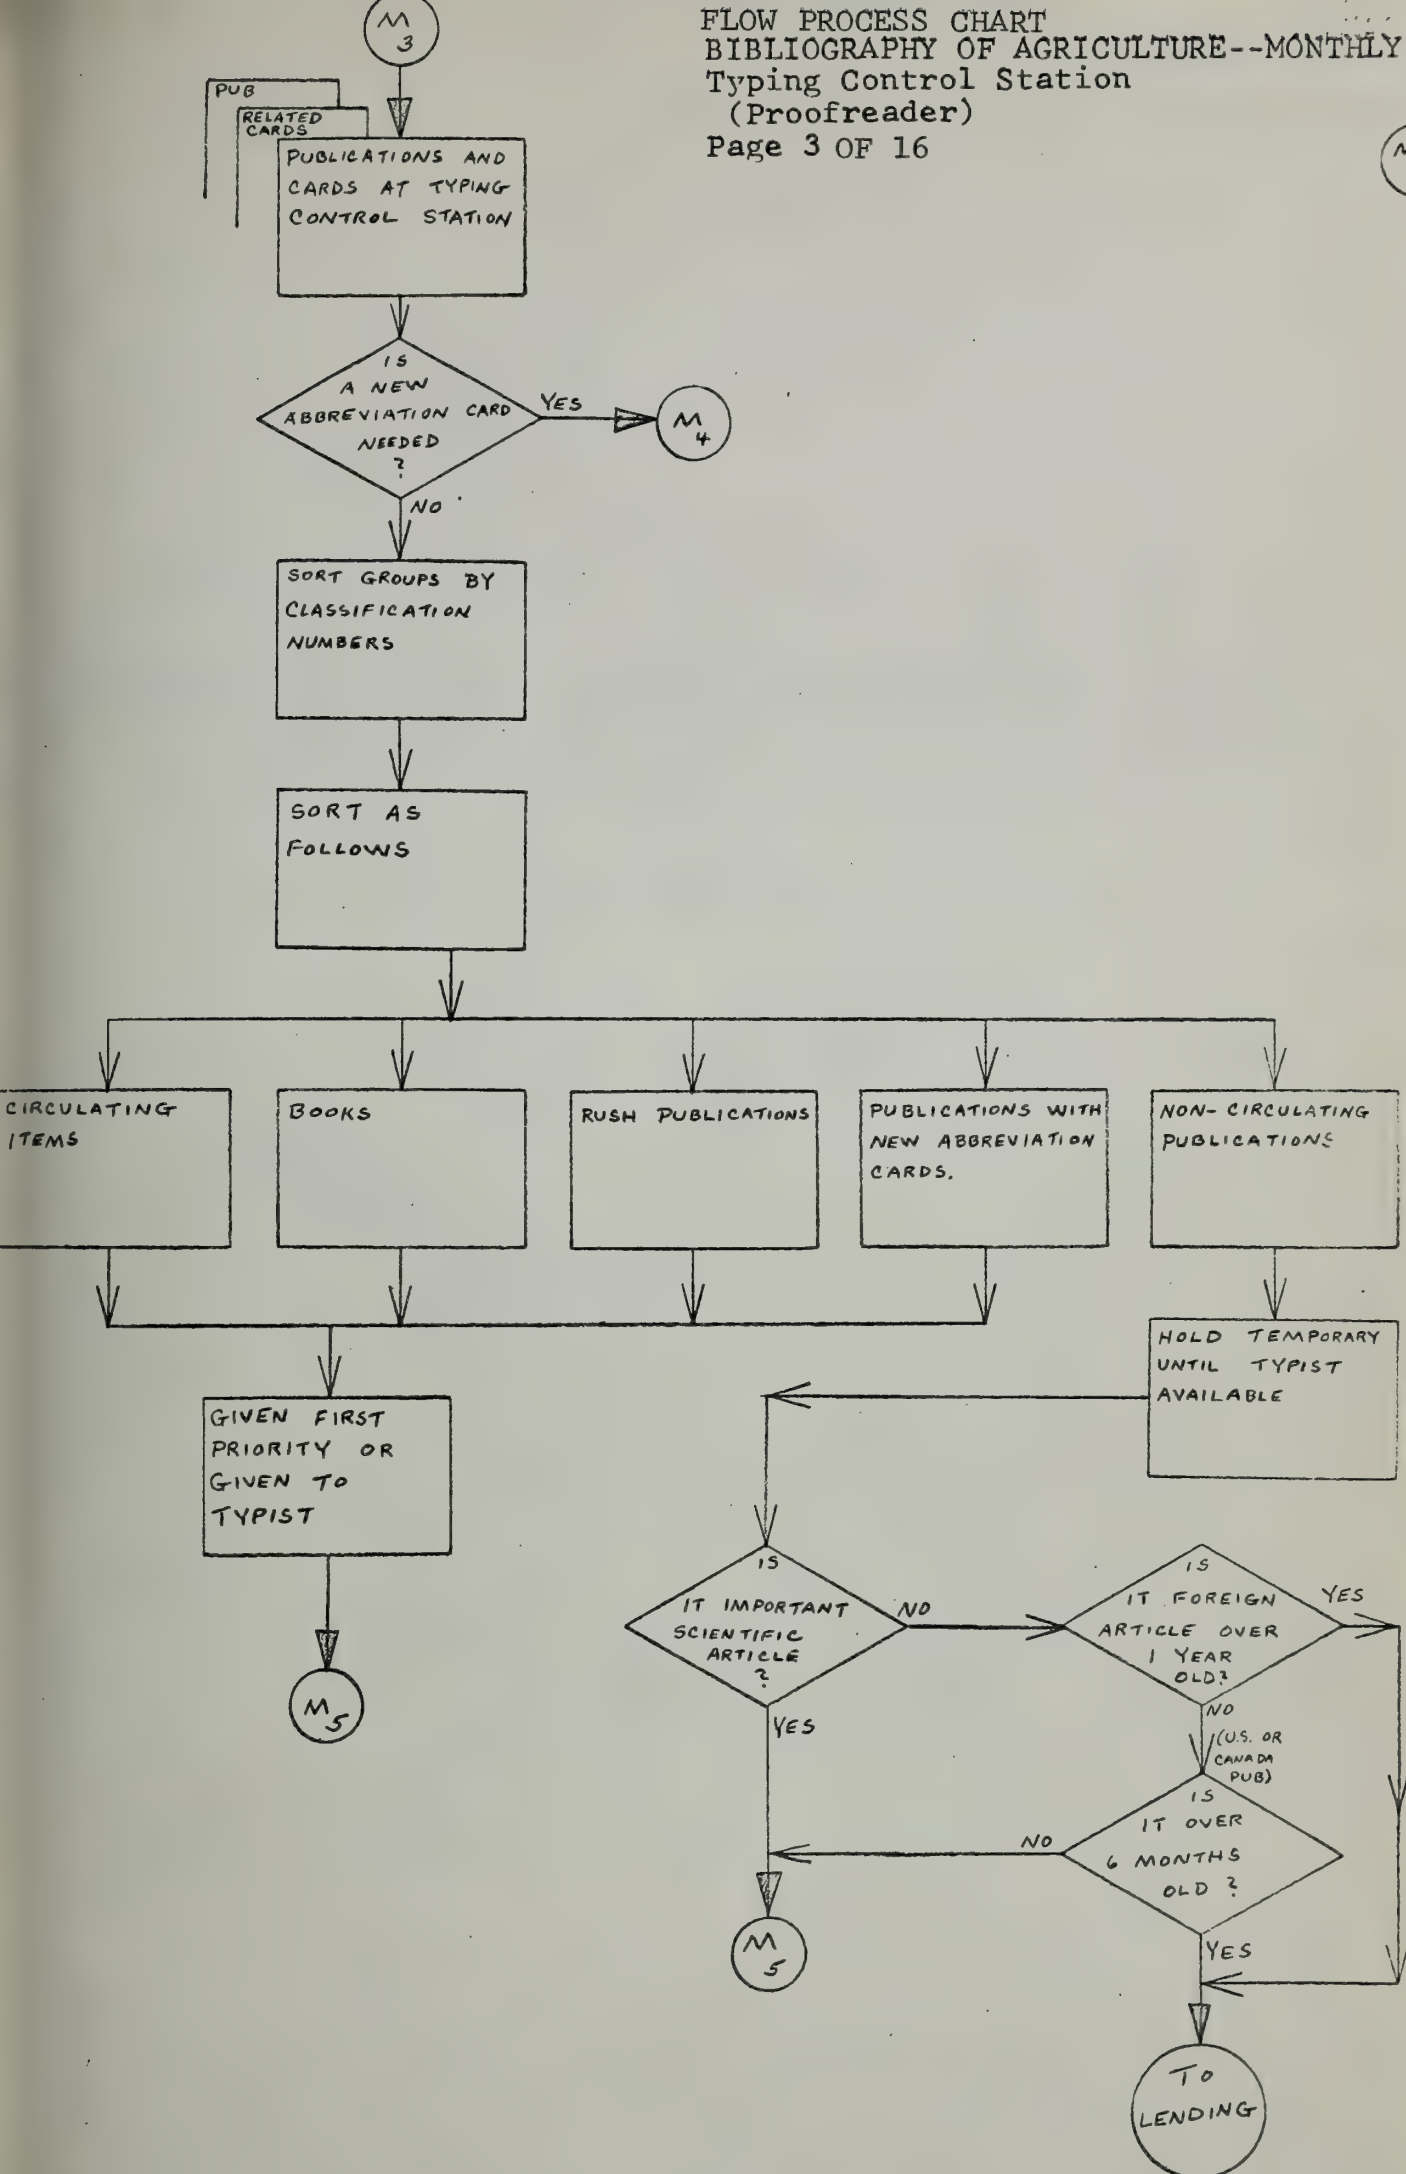 M
3
FLOW PROCESS CHART
BIBLIOGRAPHY OF AGRICULTURE--MONTHLY
Typing Control Station
(Proofreader)
Page 3 OF 16
PUB
RELATED
CARDS
PUBLICATIONS AND
CARDS AT TYPING
CONTROL STATION
IS
A NEW
ABBREVIATION CARD
NEEDED
?
YES
M
4
NO
SORT GROUPS BY
CLASSIFICATION
NUMBERS
SORT AS
FOLLOWS
CIRCULATING
ITEMS
BOOKS
RUSH PUBLICATIONS
PUBLICATIONS WITH
NEW ABBREVIATION
CARDS.
NON-CIRCULATING
PUBLICATIONS
HOLD TEMPORARY
UNTIL TYPIST
AVAILABLE
GIVEN FIRST
PRIORITY OR
GIVEN TO
TYPIST
M
5
IS
IT IMPORTANT
SCIENTIFIC
ARTICLE
?
NO
YES
IS
IT FOREIGN
ARTICLE OVER
1 YEAR
OLD?
YES
NO
(U.S. OR
CANADA
PUB)
IS
IT OVER
6 MONTHS
OLD ?
NO
YES
M
5
TO
LENDING